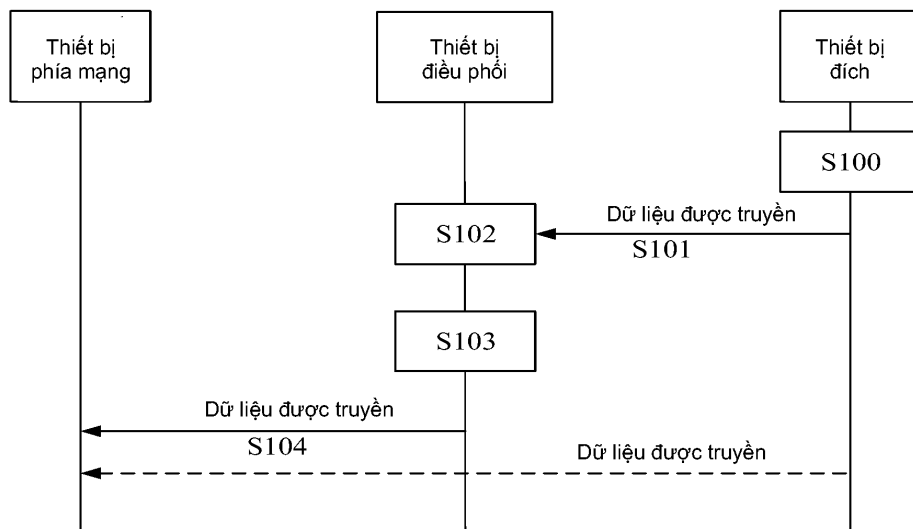 Thiết bị
phía mạng
Thiết bị
điều phối
Thiết bị
đích
S100
Dữ liệu được truyền
S102
S101
S103
Dữ liệu được truyền
S104
Dữ liệu được truyền